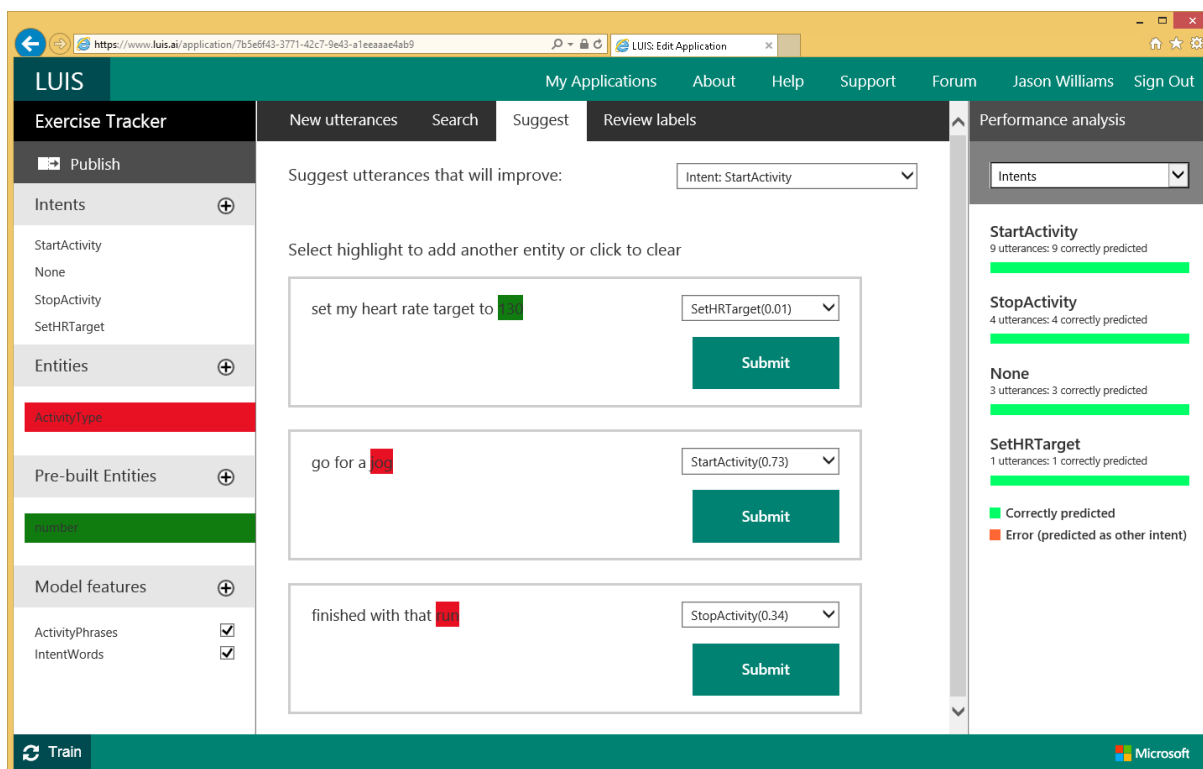 https://www.luis.ai/application/7b5e6f43-3771-42c7-9e43-a1eeaaae4ab9
LUIS: Edit Application
LUIS
My Applications About Help Support Forum Jason Williams Sign Out
Exercise Tracker
Publish
Intents
StartActivity
None
StopActivity
SetHRTarget
Entities
ActivityType
Pre-built Entities
number
Model features
ActivityPhrases
IntentWords
Train
New utterances Search Suggest Review labels
Suggest utterances that will improve:
Intent: StartActivity
Select highlight to add another entity or click to clear
set my heart rate target to 130
SetHRTarget(0.01)
Submit
go for a jog
StartActivity(0.73)
Submit
finished with that run
StopActivity(0.34)
Submit
Performance analysis
Intents
StartActivity
9 utterances: 9 correctly predicted
StopActivity
4 utterances: 4 correctly predicted
None
3 utterances: 3 correctly predicted
SetHRTarget
1 utterances: 1 correctly predicted
Correctly predicted
Error (predicted as other intent)
Microsoft